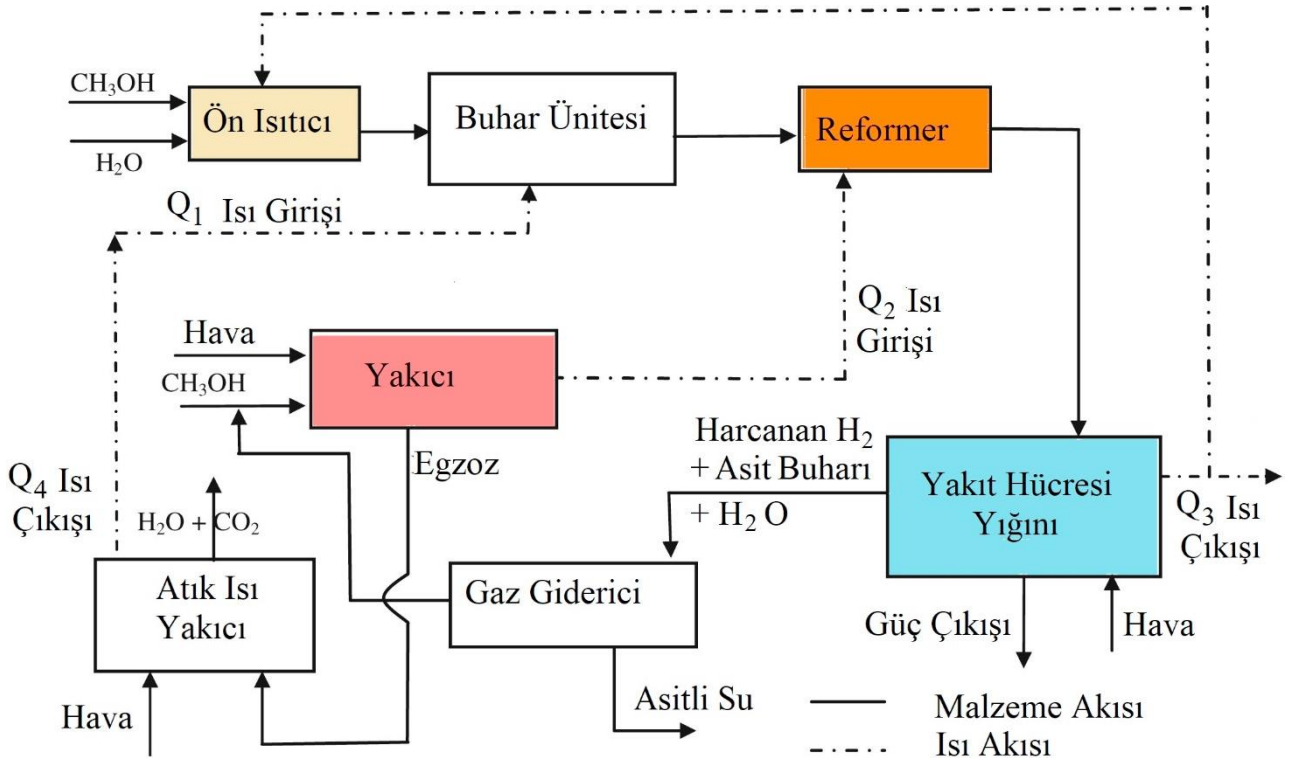 CH₃OH
H₂O
Ön Isıtıcı
Buhar Ünitesi
Reformer
Q₁ Isı Girişi
Q₂ Isı
Girişi
Hava
CH₃OH
Yakıcı
Egzoz
Harcanan H₂
+ Asit Buharı
+ H₂ O
Yakıt Hücresi
Yığını
Q₃ Isı
Çıkışı
Q₄ Isı
Çıkışı
H₂O + CO₂
Atık Isı
Yakıcı
Gaz Giderici
Güç Çıkışı
Hava
Hava
Asitli Su
Malzeme Akısı
Isı Akısı